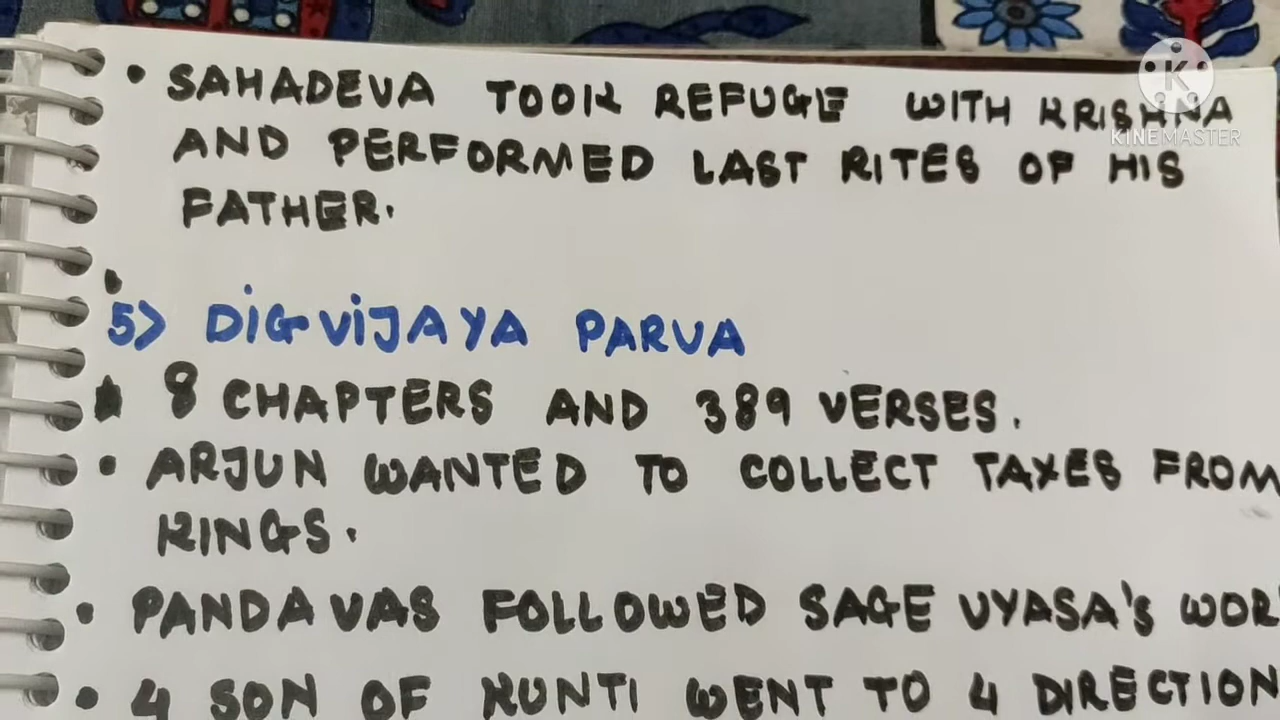 • SAHADEVA TOOK REFUGE WITH KRISHNA
AND PERFORMED LAST RITES OF HIS
FATHER.
5> DIGVIJAYA PARVA
8 CHAPTERS AND 389 VERSES.
• ARJUN WANTED TO COLLECT TAXES FROM
KINGS.
• PANDAVAS FOLLOWED SAGE VYASA'S WOR
• 4 SON OF KUNTI WENT TO 4 DIRECTION
K
KINEMASTER